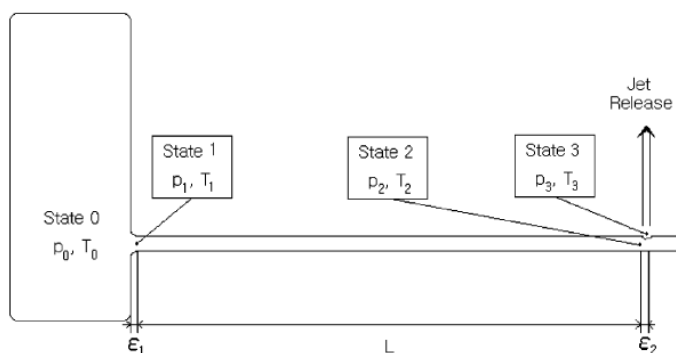 Jet
Release
State 1
p₁, T₁
State 2
p₂, T₂
State 3
p₃, T₃
State 0
p₀, T₀
ε₁
L
ε₂